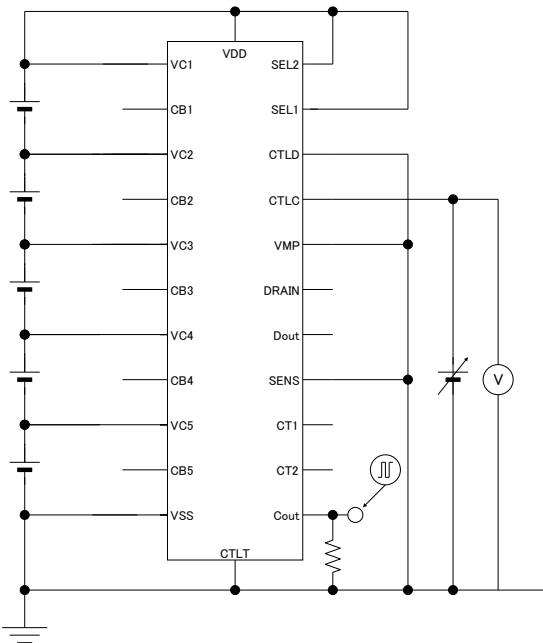 VDD
VC1
SEL2
CB1
SEL1
VC2
CTLD
CB2
CTLC
VC3
VMP
CB3
DRAIN
VC4
Dout
CB4
SENS
V
VC5
CT1
CB5
CT2
VSS
Cout
CTLT